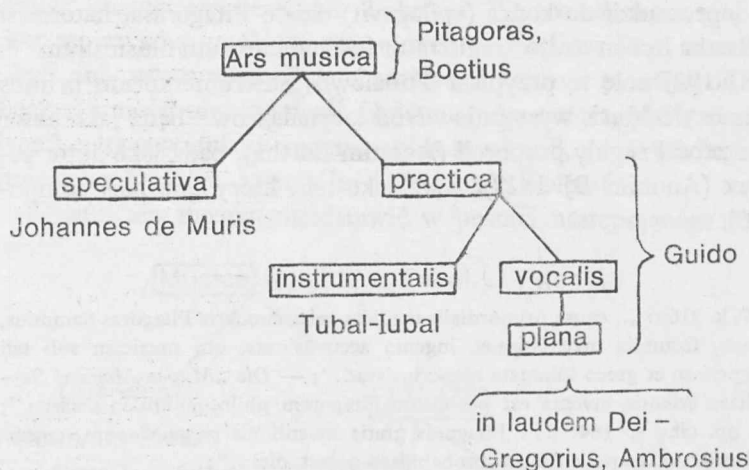 Ars musica
Pitagoras,
Boetius
speculativa
practica
Johannes de Muris
Guido
instrumentalis
vocalis
Tubal-Iubal
plana
in laudem Dei –
Gregorius, Ambrosius